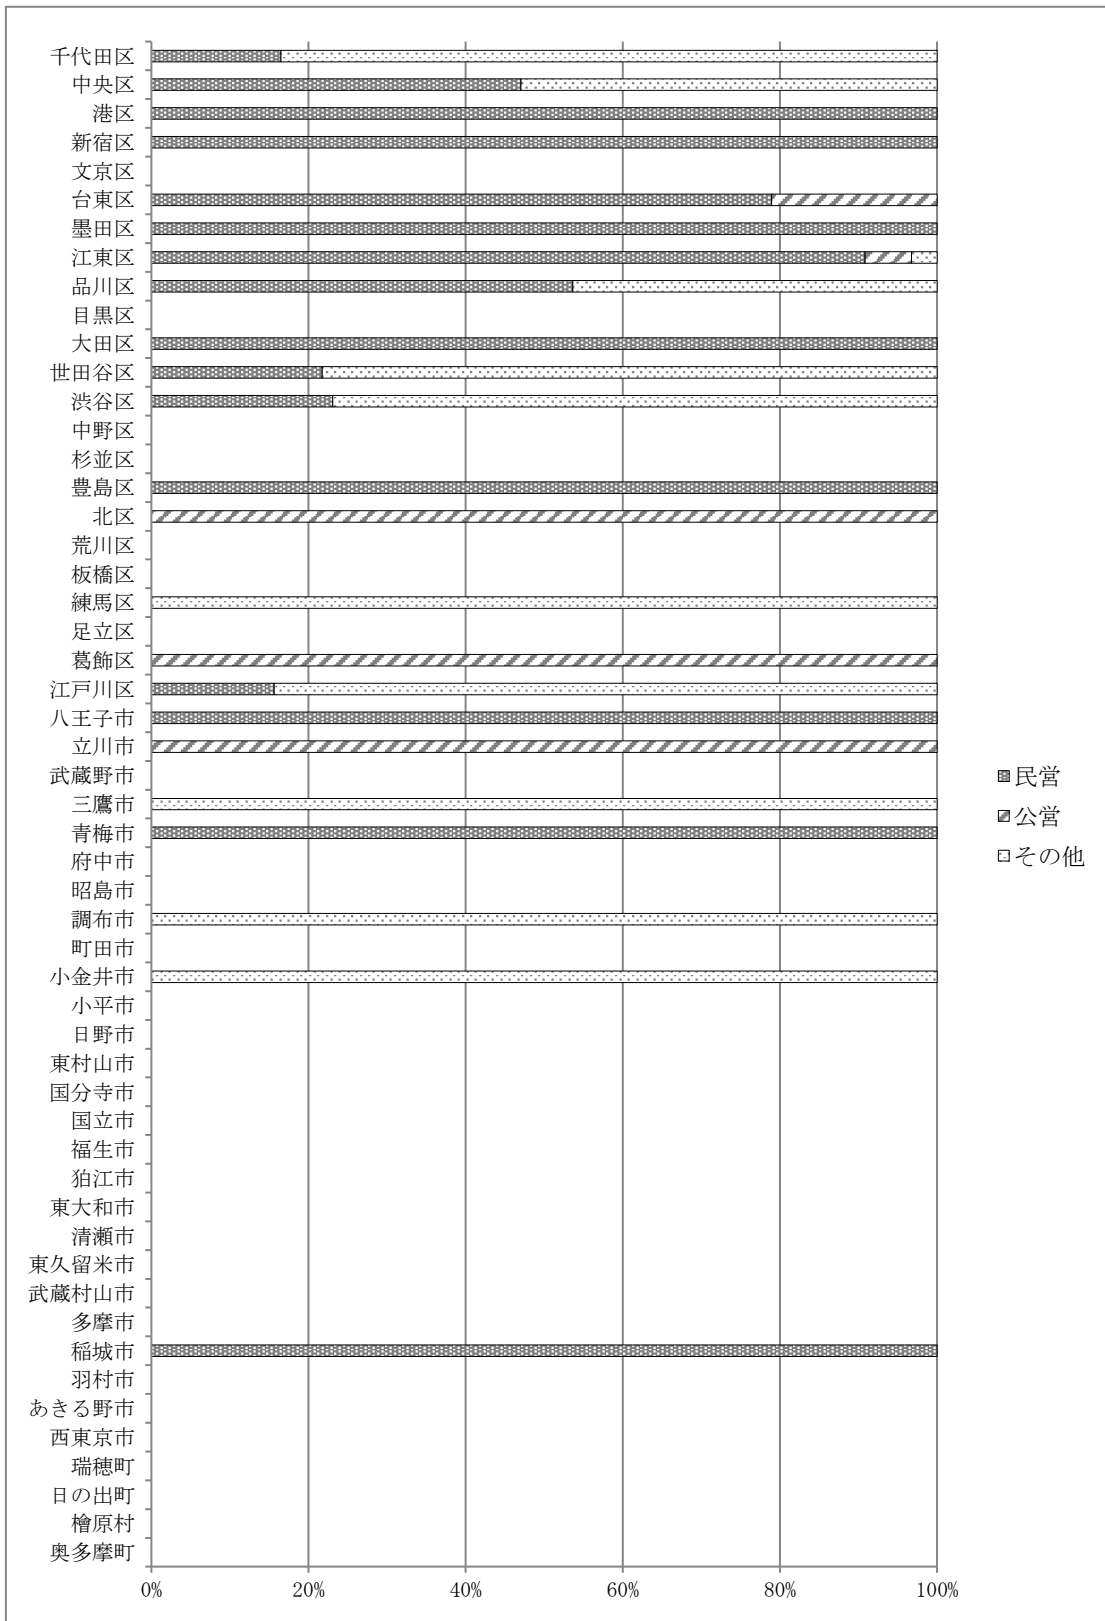 千代田区
中央区
港区
新宿区
文京区
台東区
墨田区
江東区
品川区
目黒区
大田区
世田谷区
渋谷区
中野区
杉並区
豊島区
北区
荒川区
板橋区
練馬区
足立区
葛飾区
江戸川区
八王子市
立川市
武蔵野市
三鷹市
青梅市
府中市
昭島市
調布市
町田市
小金井市
小平市
日野市
東村山市
国分寺市
国立市
福生市
狛江市
東大和市
清瀬市
東久留米市
武蔵村山市
多摩市
稲城市
羽村市
あきる野市
西東京市
瑞穂町
日の出町
檜原村
奥多摩町
0% 20% 40% 60% 80% 100%
民営
公営
その他